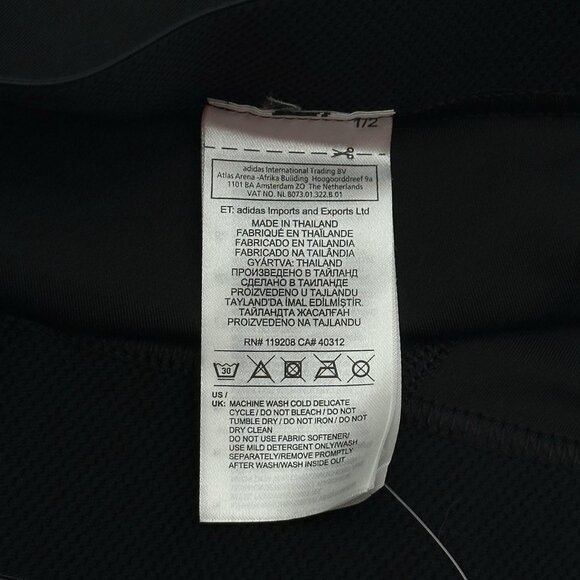 1/2
adidas International Trading BV
Atlas Arena -Afrika Building Hoogoorddreef 9a
1101 BA Amsterdam ZO The Netherlands
VAT NO. NL 8073.01.322.B.01
ET: adidas Imports and Exports Ltd
MADE IN THAILAND
FABRIQUÉ EN THAÏLANDE
FABRICADO EN TAILANDIA
FABRICADO NA TAILÂNDIA
GYÁRTVA: THAILAND
ПРОИЗВЕДЕНО В ТАЙЛАНД
СДЕЛАНО В ТАИЛАНДЕ
PROIZVEDENO U TAJLANDU
TAYLAND'DA İMAL EDİLMİŞTİR.
ТАЙЛАНДТА ЖАСАЛҒАН
PROIZVEDENO NA TAJLANDU
RN# 119208 CA# 40312
30
US /
UK: MACHINE WASH COLD DELICATE
CYCLE / DO NOT BLEACH / DO NOT
TUMBLE DRY / DO NOT IRON / DO NOT
DRY CLEAN
DO NOT USE FABRIC SOFTENER/
USE MILD DETERGENT ONLY/WASH
SEPARATELY/REMOVE PROMPTLY
AFTER WASH/WASH INSIDE OUT